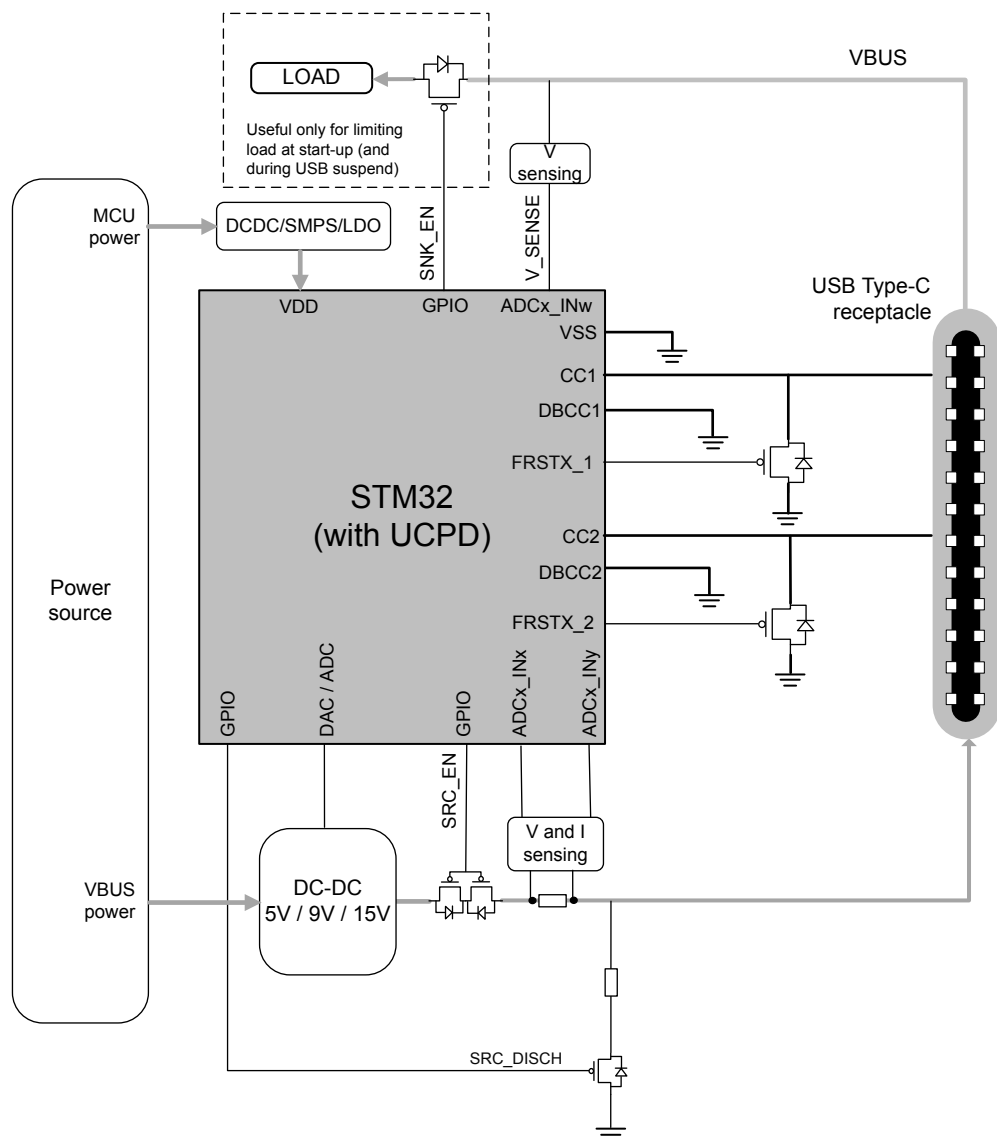 LOAD
VBUS
Useful only for limiting
load at start-up (and
during USB suspend)
V
sensing
MCU
power
DCDC/SMPS/LDO
SNK_EN
V_SENSE
USB Type-C
receptacle
VDD
GPIO
ADCx_INw
VSS
CC1
DBCC1
FRSTX_1
STM32
(with UCPD)
CC2
DBCC2
FRSTX_2
Power
source
GPIO
DAC / ADC
GPIO
ADCx_INx
ADCx_INy
SRC_EN
V and I
sensing
VBUS
power
DC-DC
5V / 9V / 15V
SRC_DISCH